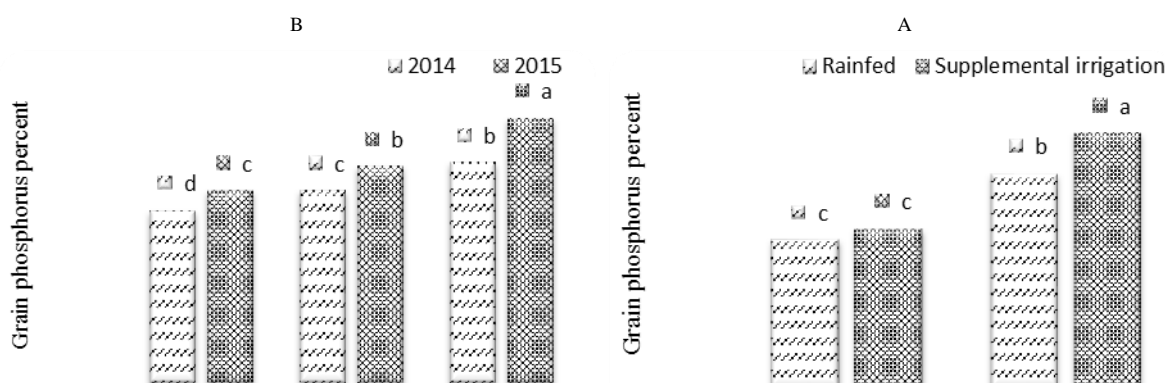 B
2014 2015
Grain phosphorus percent
d c c b b a
A
Rainfed Supplemental irrigation
Grain phosphorus percent
c c b a